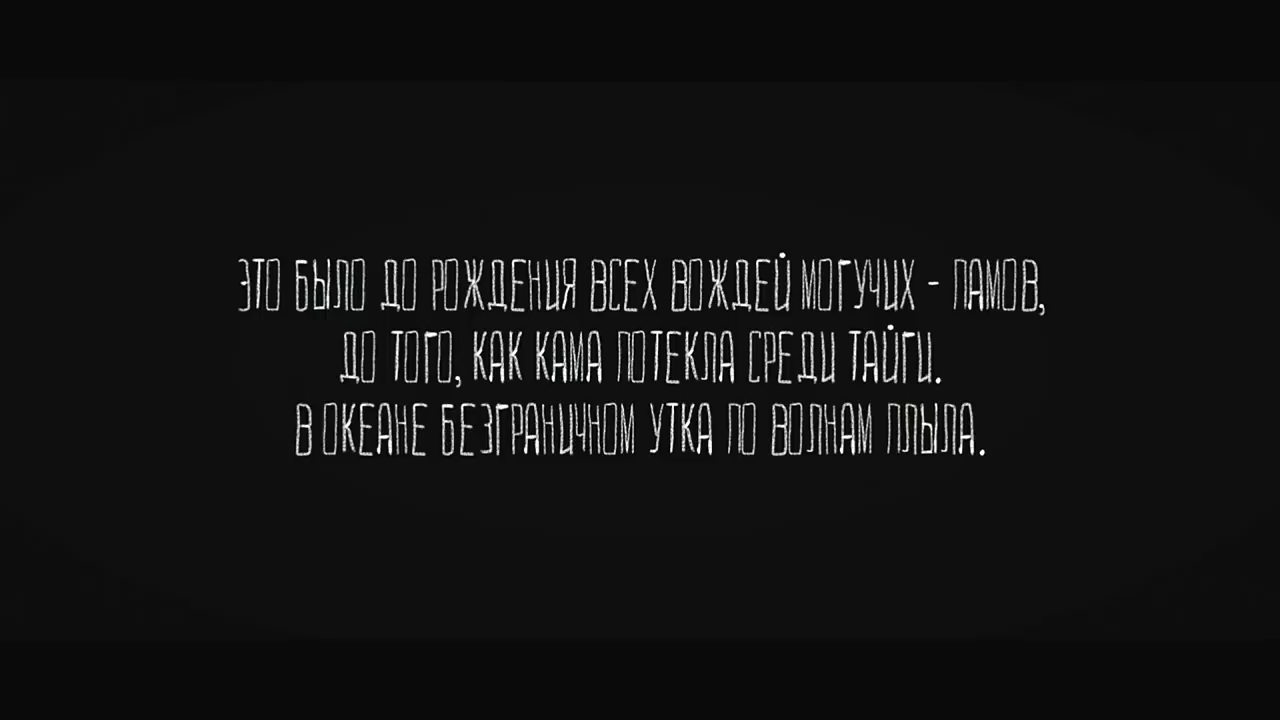 ЭТО БЫЛО ДО РОЖДЕНИЯ ВСЕХ ВОЖДЕЙ МОГУЧИХ - ПАМОВ,
ДО ТОГО, КАК КАМА ПОТЕКЛА СРЕДИ ТАЙГИ.
В ОКЕАНЕ БЕЗГРАНИЧНОМ УТКА ПО ВОЛНАМ ПЛЫЛА.